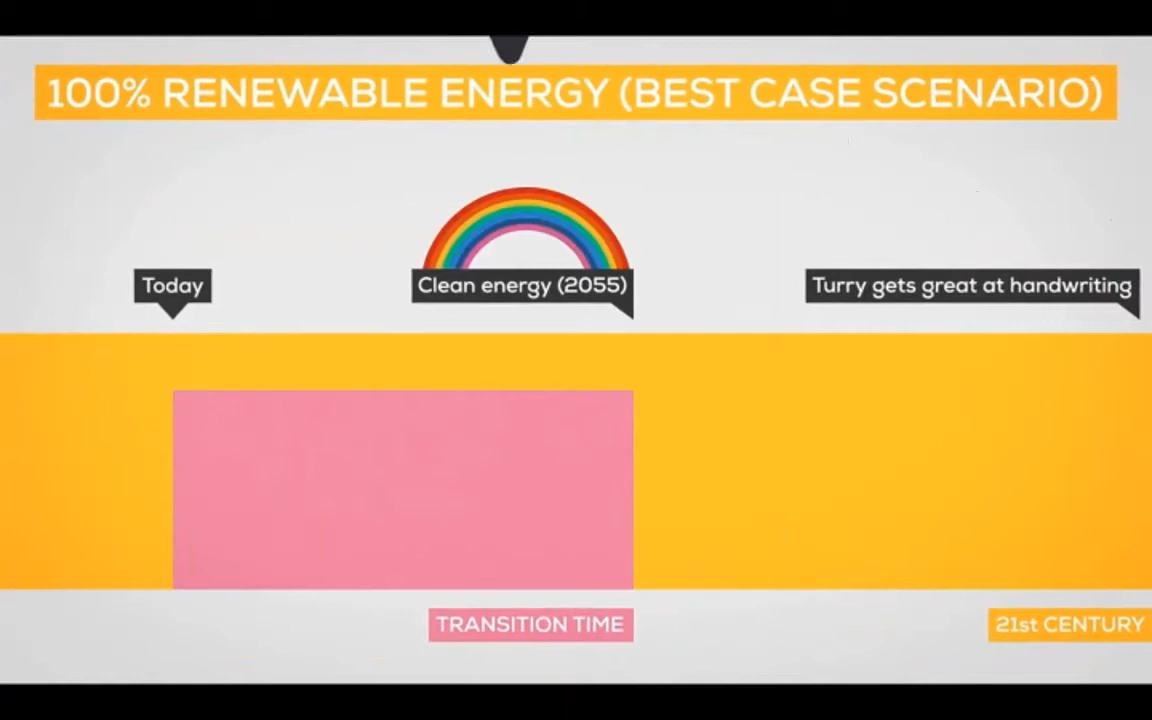 100% RENEWABLE ENERGY (BEST CASE SCENARIO)
Today
Clean energy (2055)
Turry gets great at handwriting
TRANSITION TIME
21st CENTURY